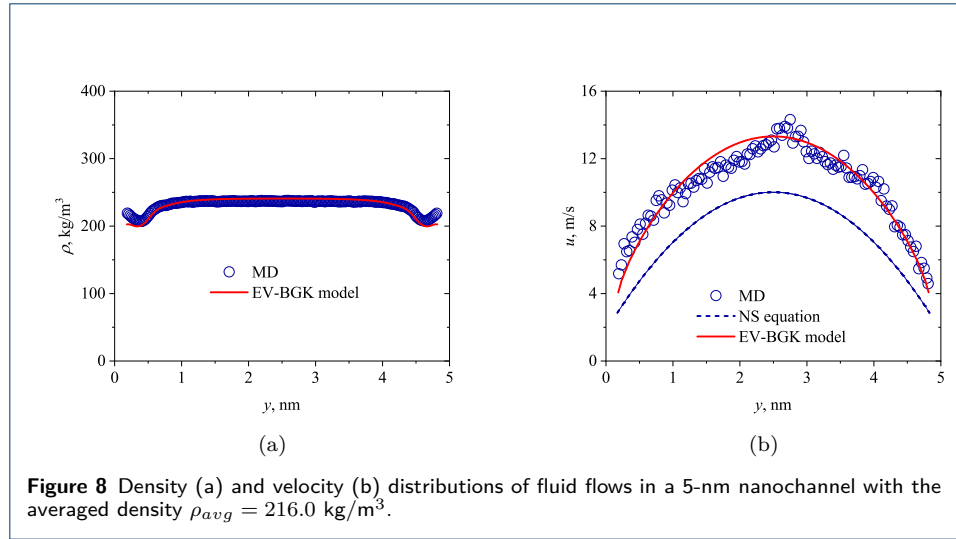 400
300
200
100
0
ρ, kg/m³
MD
EV-BGK model
0 1 2 3 4 5
y, nm
(a)
16
12
8
4
0
u, m/s
MD
NS equation
EV-BGK model
0 1 2 3 4 5
y, nm
(b)
Figure 8 Density (a) and velocity (b) distributions of fluid flows in a 5-nm nanochannel with the
averaged density ρavg = 216.0 kg/m³.